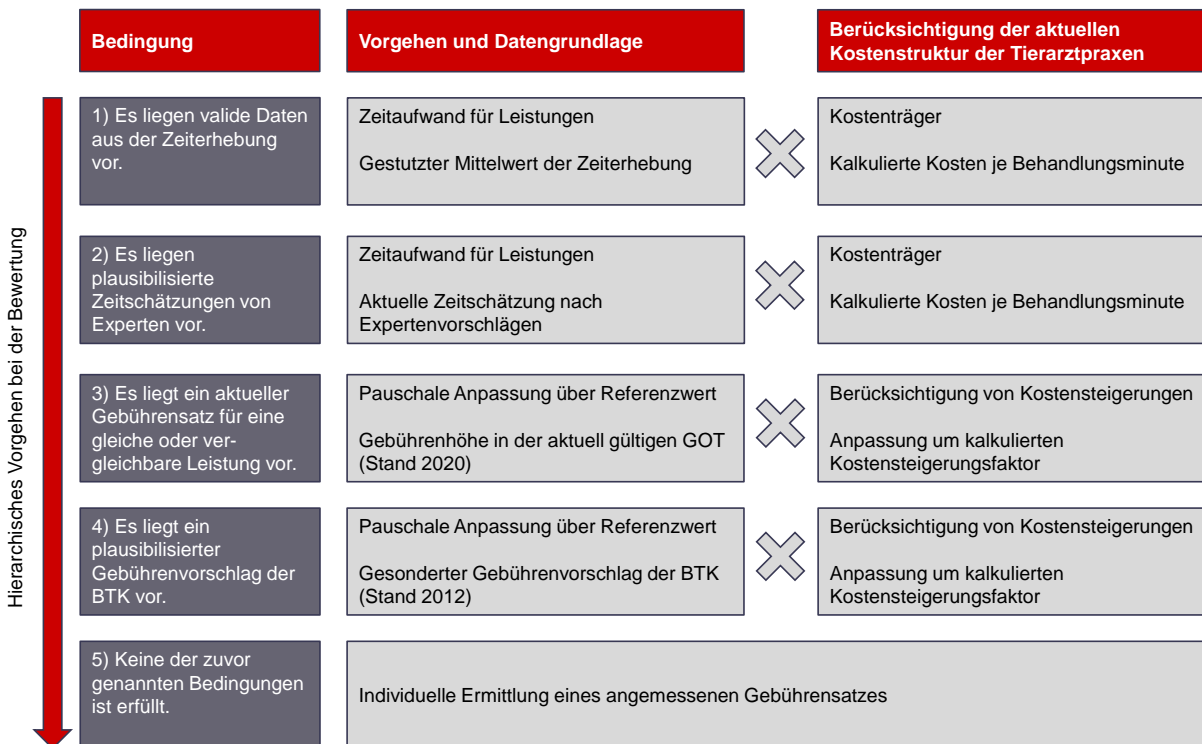 Bedingung
Vorgehen und Datengrundlage
Berücksichtigung der aktuellen
Kostenstruktur der Tierarztpraxen
Hierarchisches Vorgehen bei der Bewertung
1) Es liegen valide Daten
aus der Zeiterhebung
vor.
Zeitaufwand für Leistungen
Gestutzter Mittelwert der Zeiterhebung
Kostenträger
Kalkulierte Kosten je Behandlungsminute
2) Es liegen
plausibilisierte
Zeitschätzungen von
Experten vor.
Zeitaufwand für Leistungen
Aktuelle Zeitschätzung nach
Expertenvorschlägen
Kostenträger
Kalkulierte Kosten je Behandlungsminute
3) Es liegt ein aktueller
Gebührensatz für eine
gleiche oder ver-
gleichbare Leistung vor.
Pauschale Anpassung über Referenzwert
Gebührenhöhe in der aktuell gültigen GOT
(Stand 2020)
Berücksichtigung von Kostensteigerungen
Anpassung um kalkulierten
Kostensteigerungsfaktor
4) Es liegt ein
plausibilisierter
Gebührenvorschlag der
BTK vor.
Pauschale Anpassung über Referenzwert
Gesonderter Gebührenvorschlag der BTK
(Stand 2012)
Berücksichtigung von Kostensteigerungen
Anpassung um kalkulierten
Kostensteigerungsfaktor
5) Keine der zuvor
genannten Bedingungen
ist erfüllt.
Individuelle Ermittlung eines angemessenen Gebührensatzes